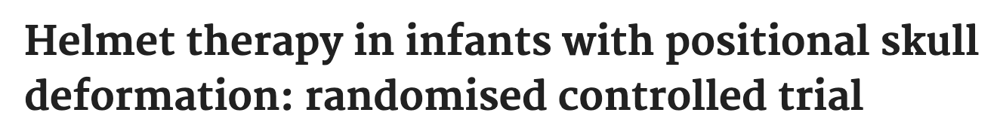 Helmet therapy in infants with positional skull
deformation: randomised controlled trial